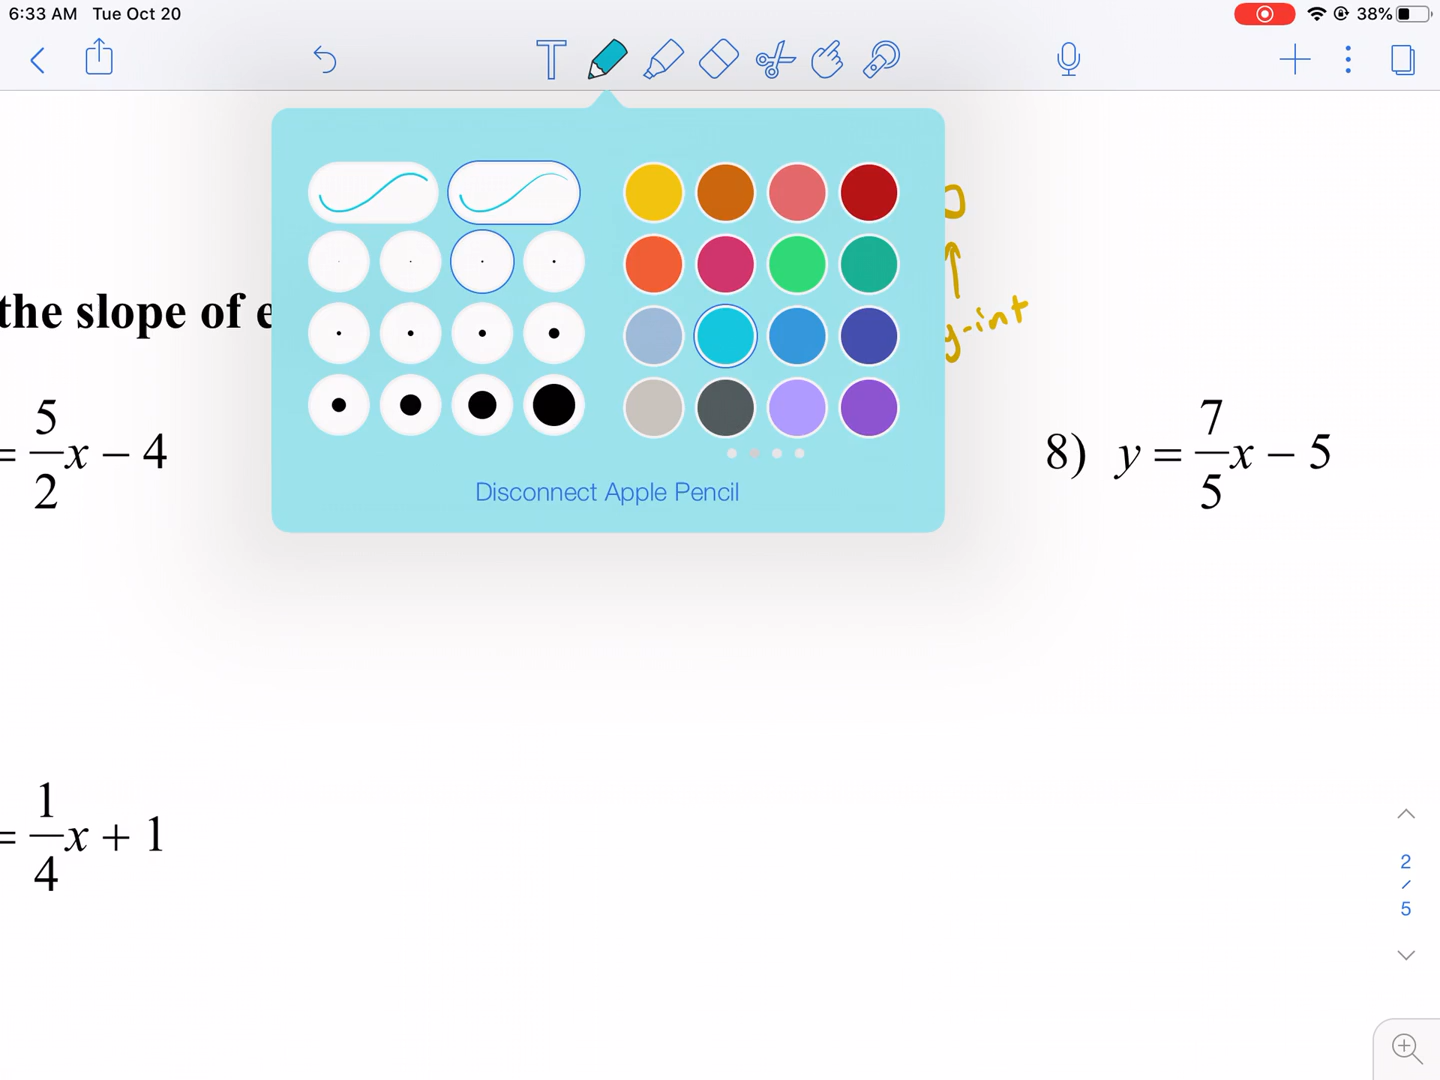 6:33 AM Tue Oct 20
38%
T
the slope of e
y-int
= 5/2 x − 4
8) y = 7/5 x − 5
Disconnect Apple Pencil
= 1/4 x + 1
2
/
5